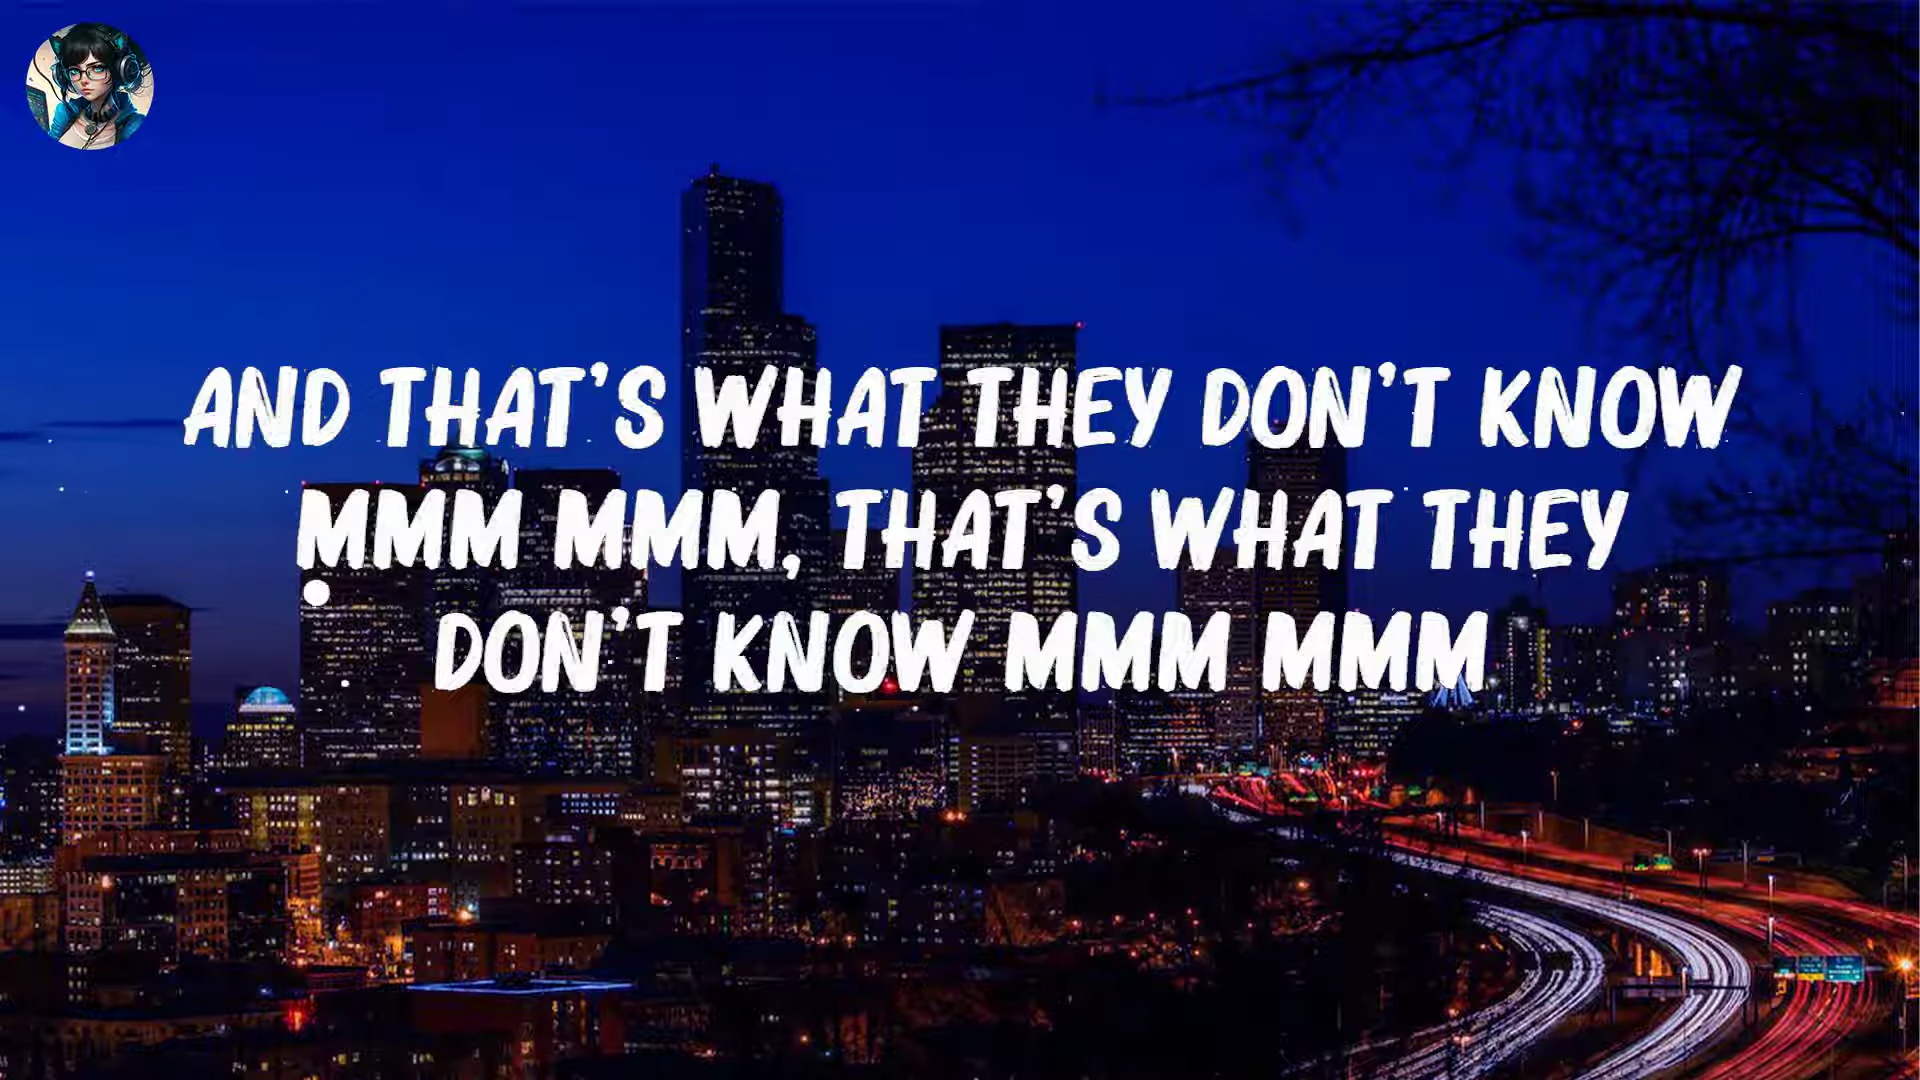 AND THAT'S WHAT THEY DON'T KNOW
MMM MMM, THAT'S WHAT THEY
DON'T KNOW MMM MMM